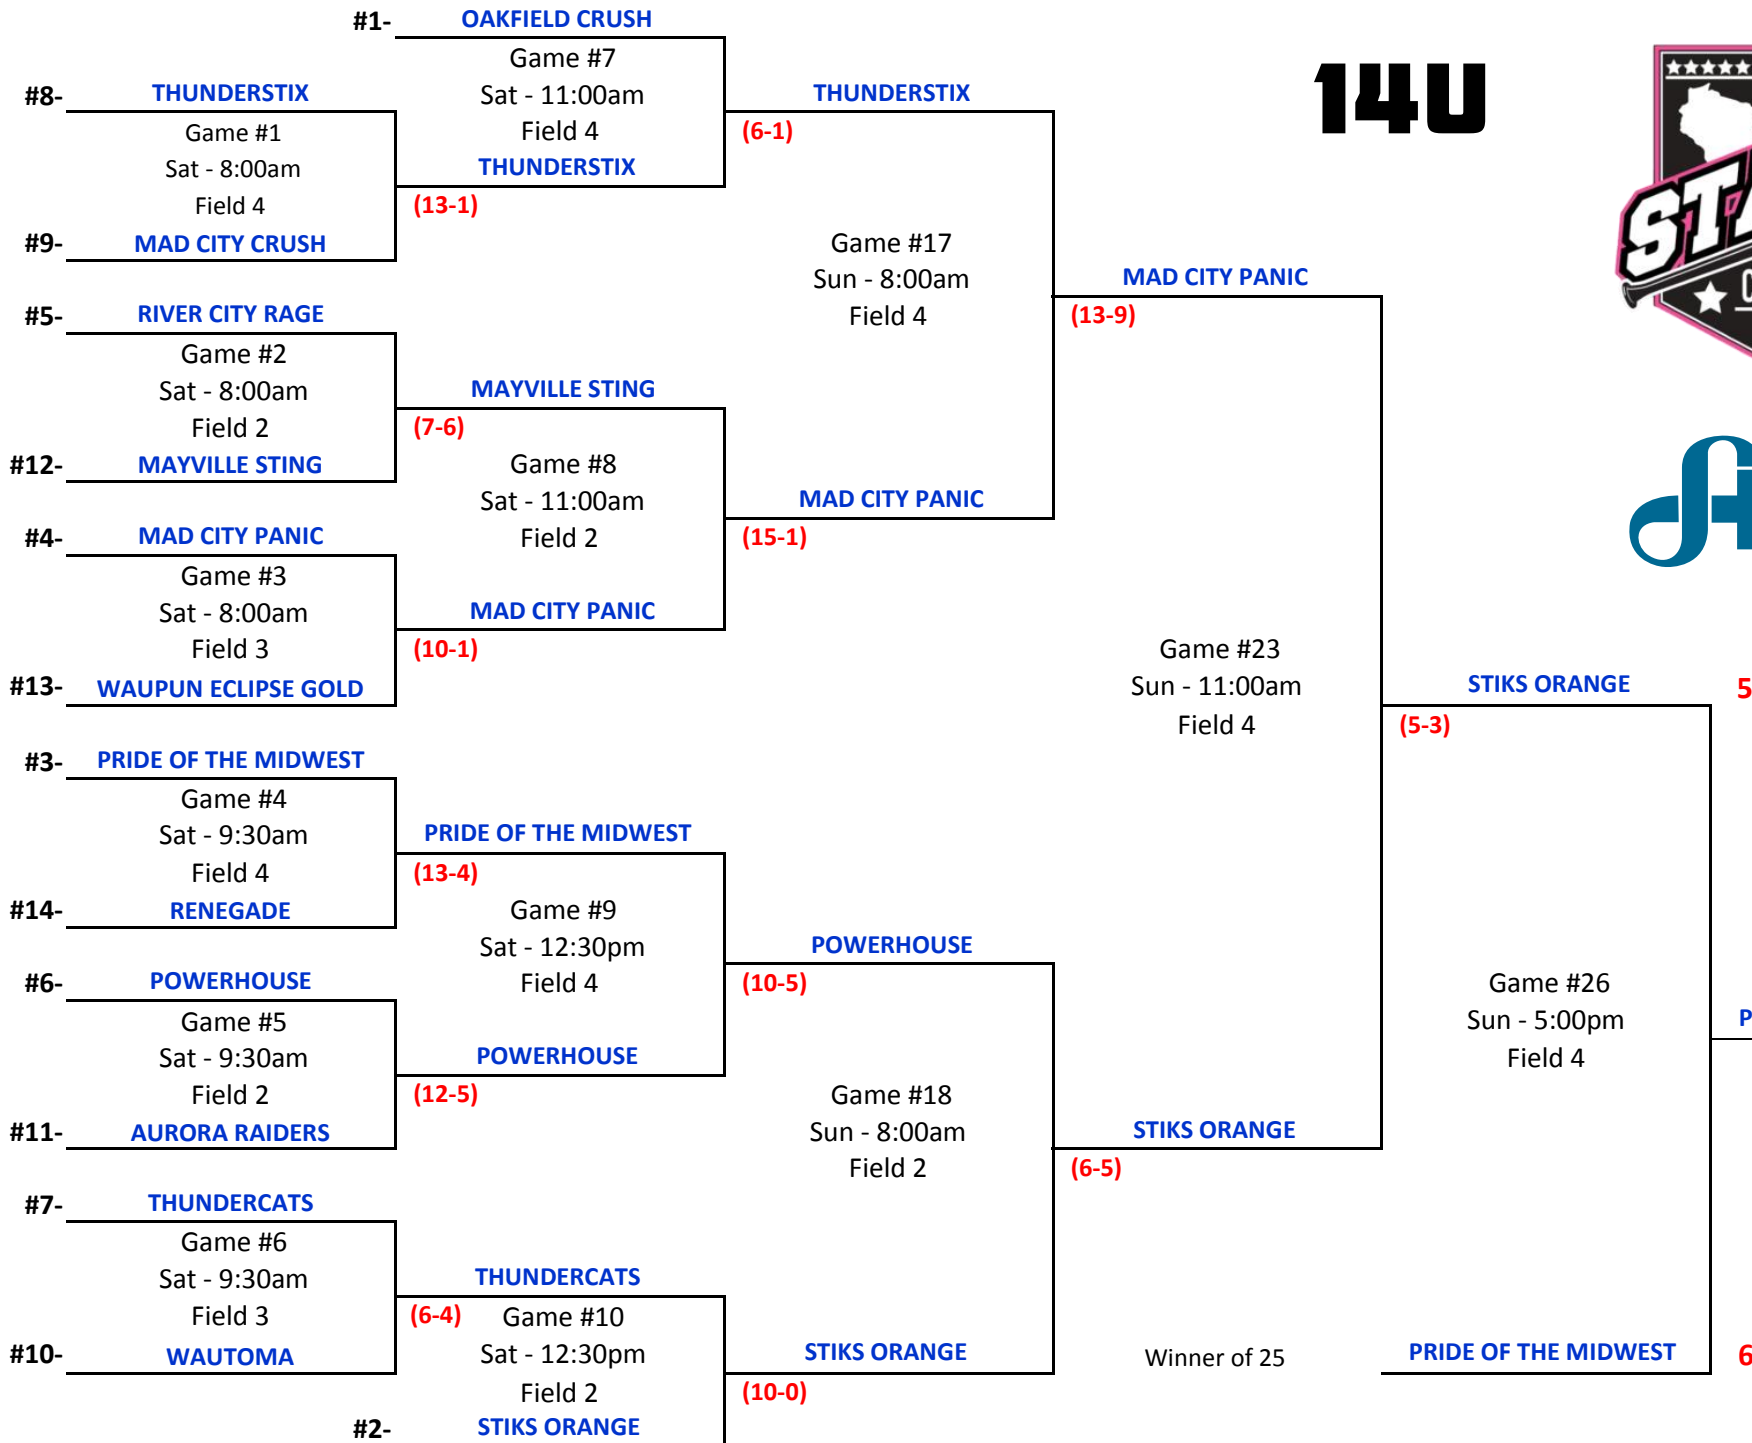 #1- OAKFIELD CRUSH
Game #7
Sat - 11:00am
Field 4
14U
#8- THUNDERSTIX
THUNDERSTIX
Game #1
Sat - 8:00am
Field 4
(6-1)
THUNDERSTIX
(13-1)
#9- MAD CITY CRUSH
Game #17
Sun - 8:00am
Field 4
MAD CITY PANIC
(13-9)
#5- RIVER CITY RAGE
Game #2
Sat - 8:00am
Field 2
MAYVILLE STING
(7-6)
#12- MAYVILLE STING
Game #8
Sat - 11:00am
Field 2
MAD CITY PANIC
(15-1)
#4- MAD CITY PANIC
Game #3
Sat - 8:00am
Field 3
MAD CITY PANIC
(10-1)
#13- WAUPUN ECLIPSE GOLD
Game #23
Sun - 11:00am
Field 4
STIKS ORANGE
5
(5-3)
#3- PRIDE OF THE MIDWEST
Game #4
Sat - 9:30am
Field 4
PRIDE OF THE MIDWEST
(13-4)
#14- RENEGADE
Game #9
Sat - 12:30pm
Field 4
POWERHOUSE
(10-5)
#6- POWERHOUSE
Game #5
Sat - 9:30am
Field 2
POWERHOUSE
(12-5)
#11- AURORA RAIDERS
Game #26
Sun - 5:00pm
Field 4
P
Game #18
Sun - 8:00am
Field 2
STIKS ORANGE
(6-5)
#7- THUNDERCATS
Game #6
Sat - 9:30am
Field 3
THUNDERCATS
(6-4)
#10- WAUTOMA
Game #10
Sat - 12:30pm
Field 2
STIKS ORANGE
(10-0)
Winner of 25
PRIDE OF THE MIDWEST
6
#2- STIKS ORANGE